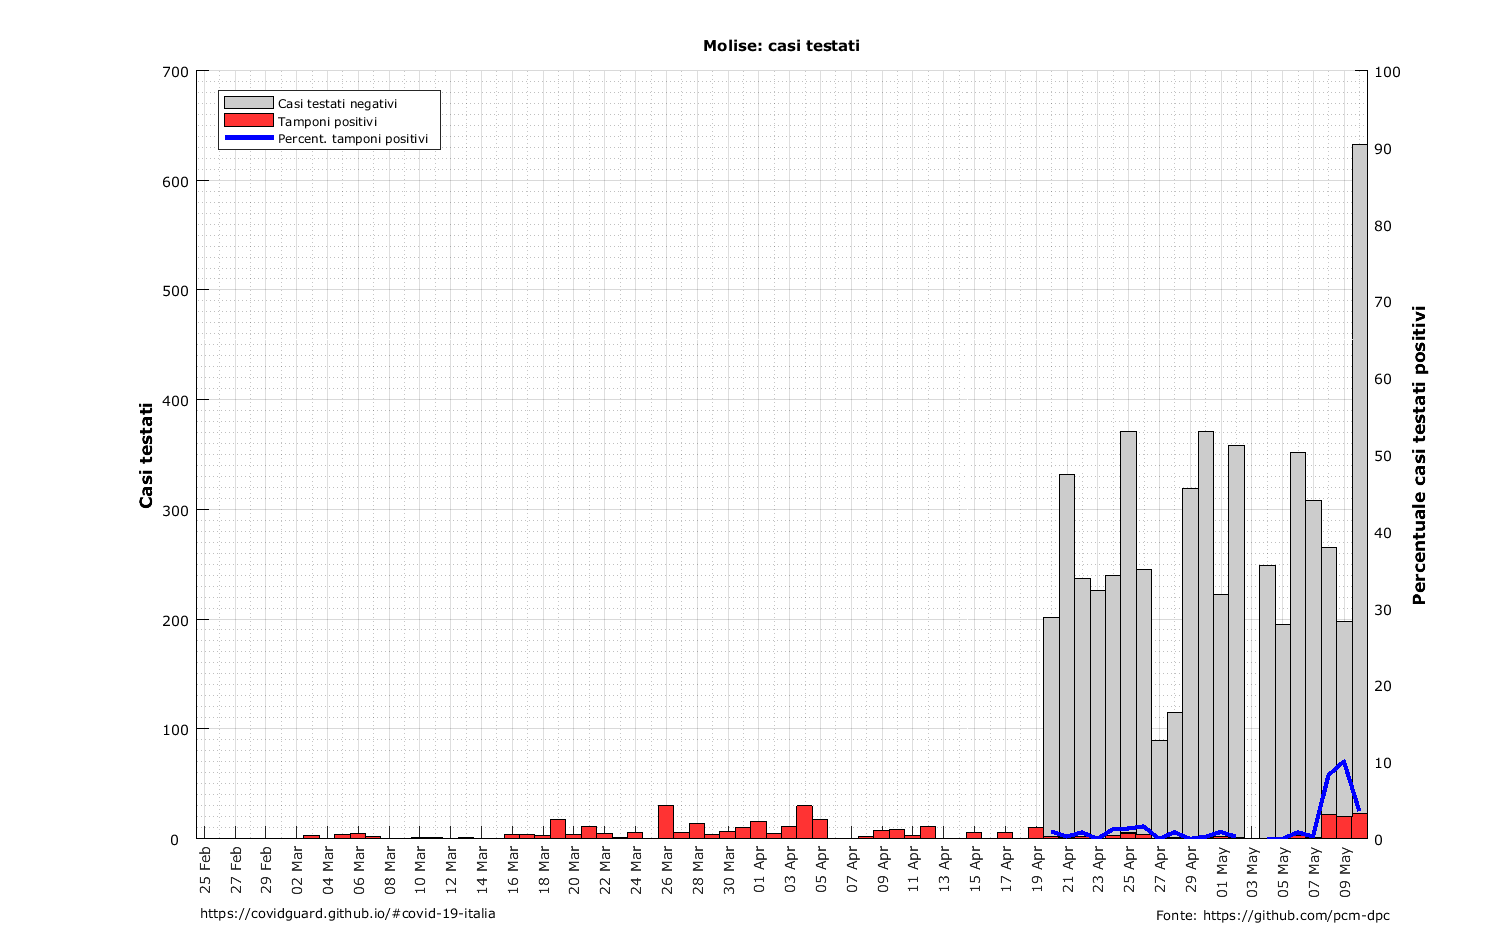 Molise: casi testati
Casi testati negativi
Tamponi positivi
Percent. tamponi positivi
Casi testati
700
600
500
400
300
200
100
0
100
90
80
70
60
50
40
30
20
10
0
Percentuale casi testati positivi
25 Feb
27 Feb
29 Feb
02 Mar
04 Mar
06 Mar
08 Mar
10 Mar
12 Mar
14 Mar
16 Mar
18 Mar
20 Mar
22 Mar
24 Mar
26 Mar
28 Mar
30 Mar
01 Apr
03 Apr
05 Apr
07 Apr
09 Apr
11 Apr
13 Apr
15 Apr
17 Apr
19 Apr
21 Apr
23 Apr
25 Apr
27 Apr
29 Apr
01 May
03 May
05 May
07 May
09 May
https://covidguard.github.io/#covid-19-italia
Fonte: https://github.com/pcm-dpc